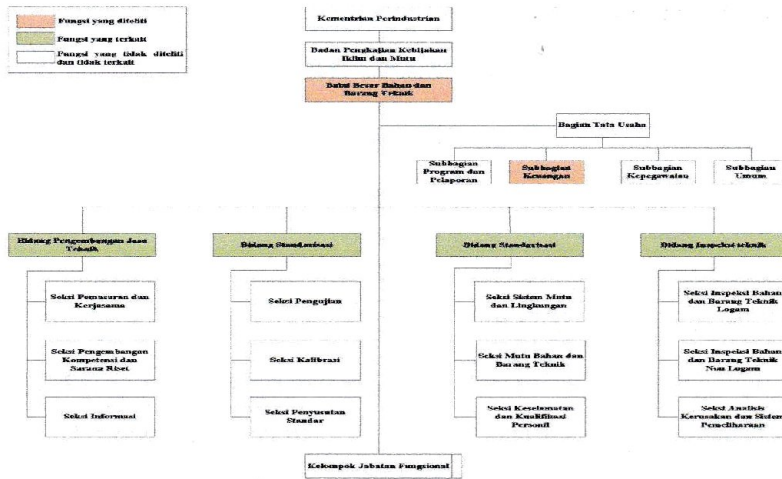 Fungsi yang diteliti
Fungsi yang terkait
Fungsi yang tidak diteliti
dan tidak terkait
Kementrian Perindustrian
Badan Pengkajian Kebijakan
Iklim dan Mutu
Balai Besar Bahan dan
Barang Teknik
Bagian Tata Usaha
Subbagian
Program dan
Pelaporan
Subbagian
Keuangan
Subbagian
Kepegawaian
Subbagian
Umum
Bidang Pengembangan Jasa
Teknik
Bidang Standarisasi
Bidang Standarisasi
Bidang Inspeksi teknik
Seksi Pemasaran dan
Kerjasama
Seksi Pengujian
Seksi Sistem Mutu
dan Lingkungan
Seksi Inspeksi Bahan
dan Barang Teknik
Logam
Seksi Pengembangan
Kompetensi dan
Sarana Riset
Seksi Kalibrasi
Seksi Mutu Bahan dan
Barang Teknik
Seksi Inspeksi Bahan
dan Barang Teknik
Non Logam
Seksi Informasi
Seksi Penyusutan
Standar
Seksi Keselamatan
dan Kualifikasi
Personil
Seksi Analisis
Kerusakan dan Sistem
Pemeliharaan
Kelompok Jabatan Fungsional